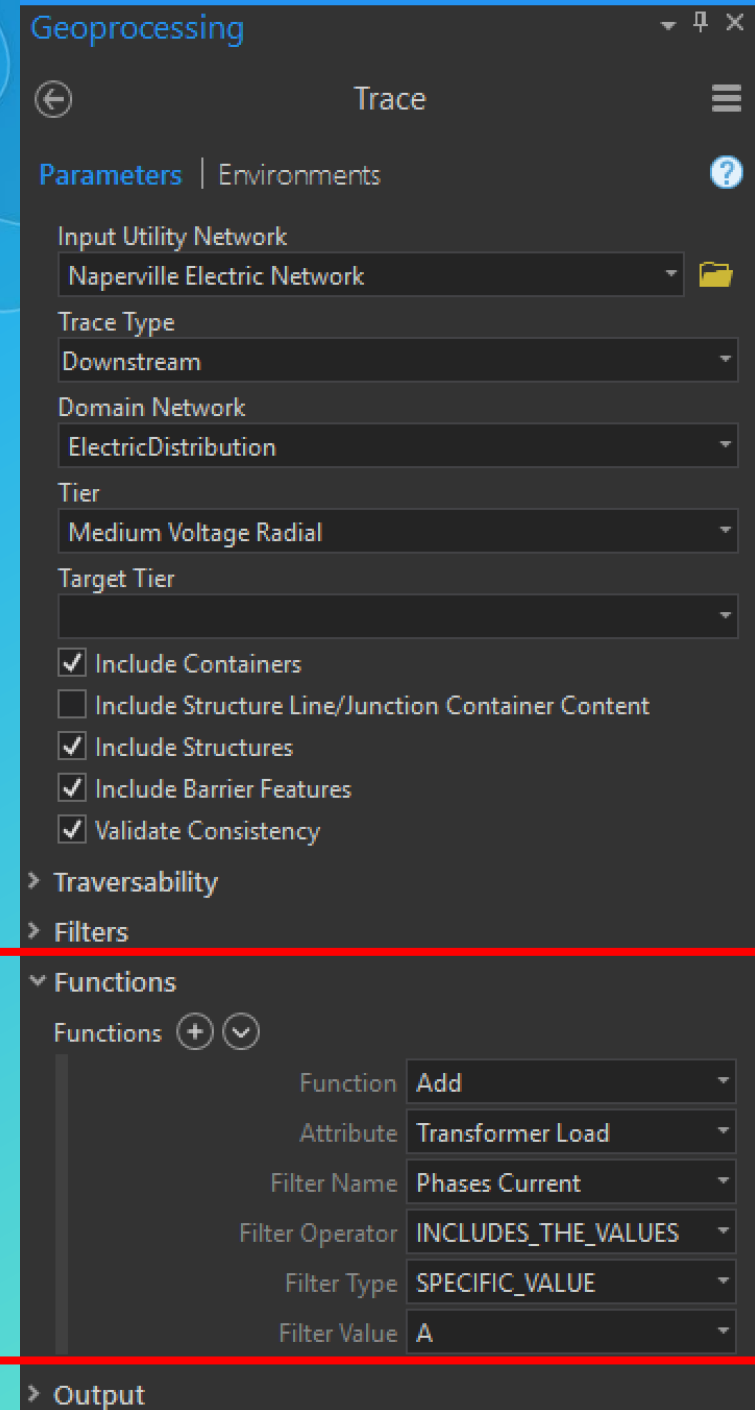 Geoprocessing
Trace
Parameters | Environments
Input Utility Network
Naperville Electric Network
Trace Type
Downstream
Domain Network
ElectricDistribution
Tier
Medium Voltage Radial
Target Tier
Include Containers
Include Structure Line/Junction Container Content
Include Structures
Include Barrier Features
Validate Consistency
Traversability
Filters
Functions
Functions
Function Add
Attribute Transformer Load
Filter Name Phases Current
Filter Operator INCLUDES_THE_VALUES
Filter Type SPECIFIC_VALUE
Filter Value A
Output